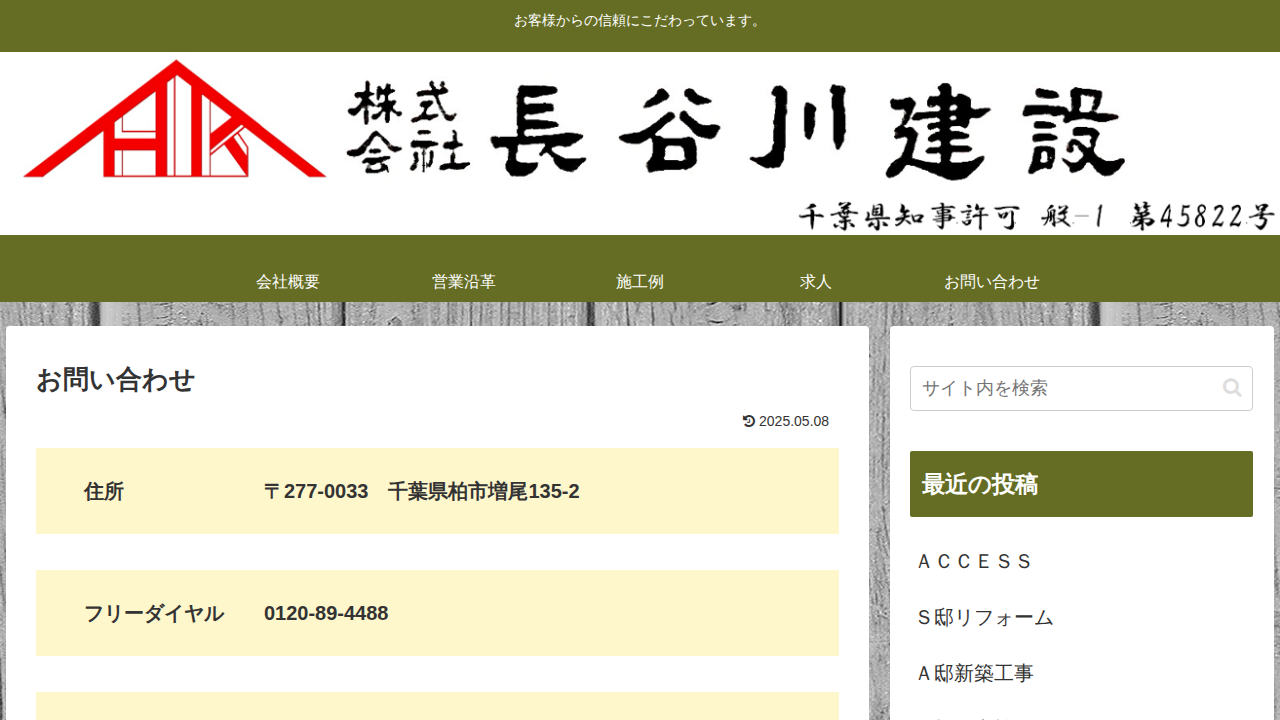 お客様からの信頼にこだわっています。
HK
株式会社 長谷川建設
千葉県知事許可 般-1 第45822号
会社概要 営業沿革 施工例 求人 お問い合わせ
お問い合わせ
2025.05.08
住所 〒277-0033 千葉県柏市増尾135-2
フリーダイヤル 0120-89-4488
サイト内を検索
最近の投稿
ＡＣＣＥＳＳ
Ｓ邸リフォーム
Ａ邸新築工事